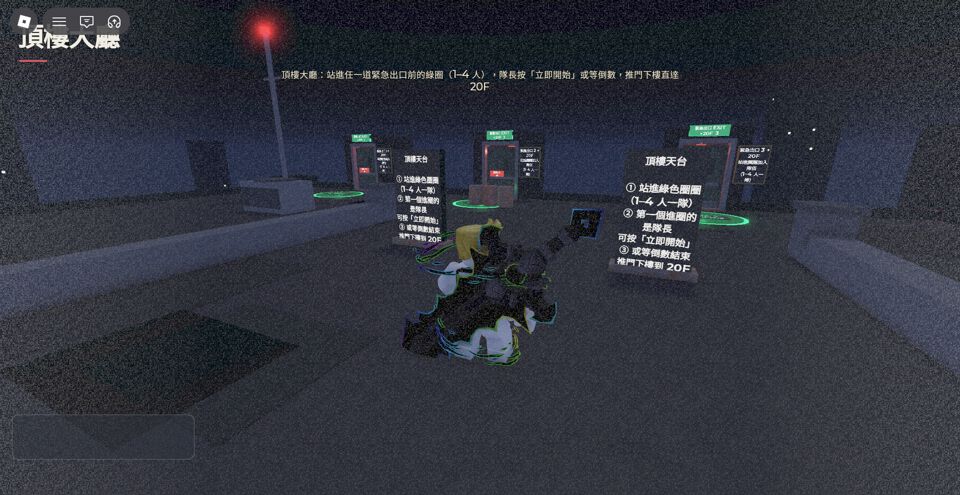 頂樓大廳
頂樓大廳：站進任一道緊急出口前的綠圈（1–4 人），隊長按「立即開始」或等倒數，推門下樓直達
20F
頂樓天台
① 站進綠色圈圈
（1–4 人一隊）
② 第一個進圈的
是隊長
可按「立即開始」
③ 或等倒數結束
推門下樓到 20F
頂樓天台
① 站進綠色圈圈
（1–4 人一隊）
② 第一個進圈的
是隊長
可按「立即開始」
③ 或等倒數結束
推門下樓到 20F
緊急出口 3 →
20F